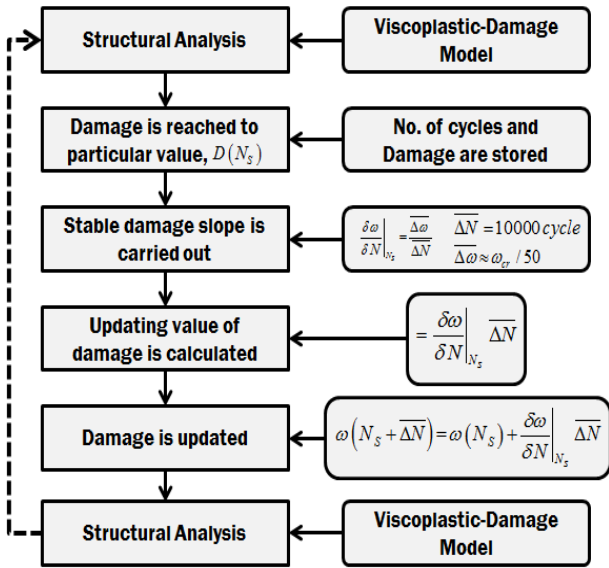 Structural Analysis
Viscoplastic-Damage
Model
Damage is reached to
particular value, D(N_S)
No. of cycles and
Damage are stored
Stable damage slope is
carried out
δω/δN|_{N_S} = \overline{Δω}/\overline{ΔN}   \overline{ΔN} = 10000 cycle
\overline{Δω} ≈ ω_{cr} / 50
Updating value of
damage is calculated
= δω/δN|_{N_S} \overline{ΔN}
Damage is updated
ω(N_S + \overline{ΔN}) = ω(N_S) + δω/δN|_{N_S} \overline{ΔN}
Structural Analysis
Viscoplastic-Damage
Model